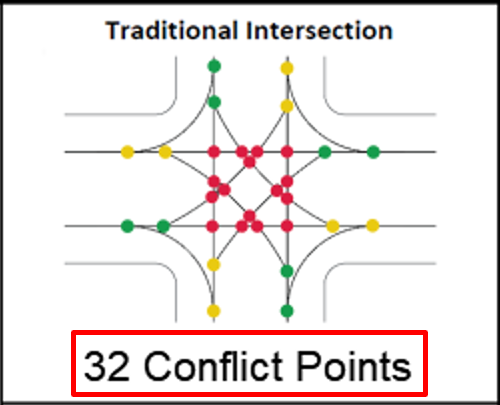 Traditional Intersection
32 Conflict Points